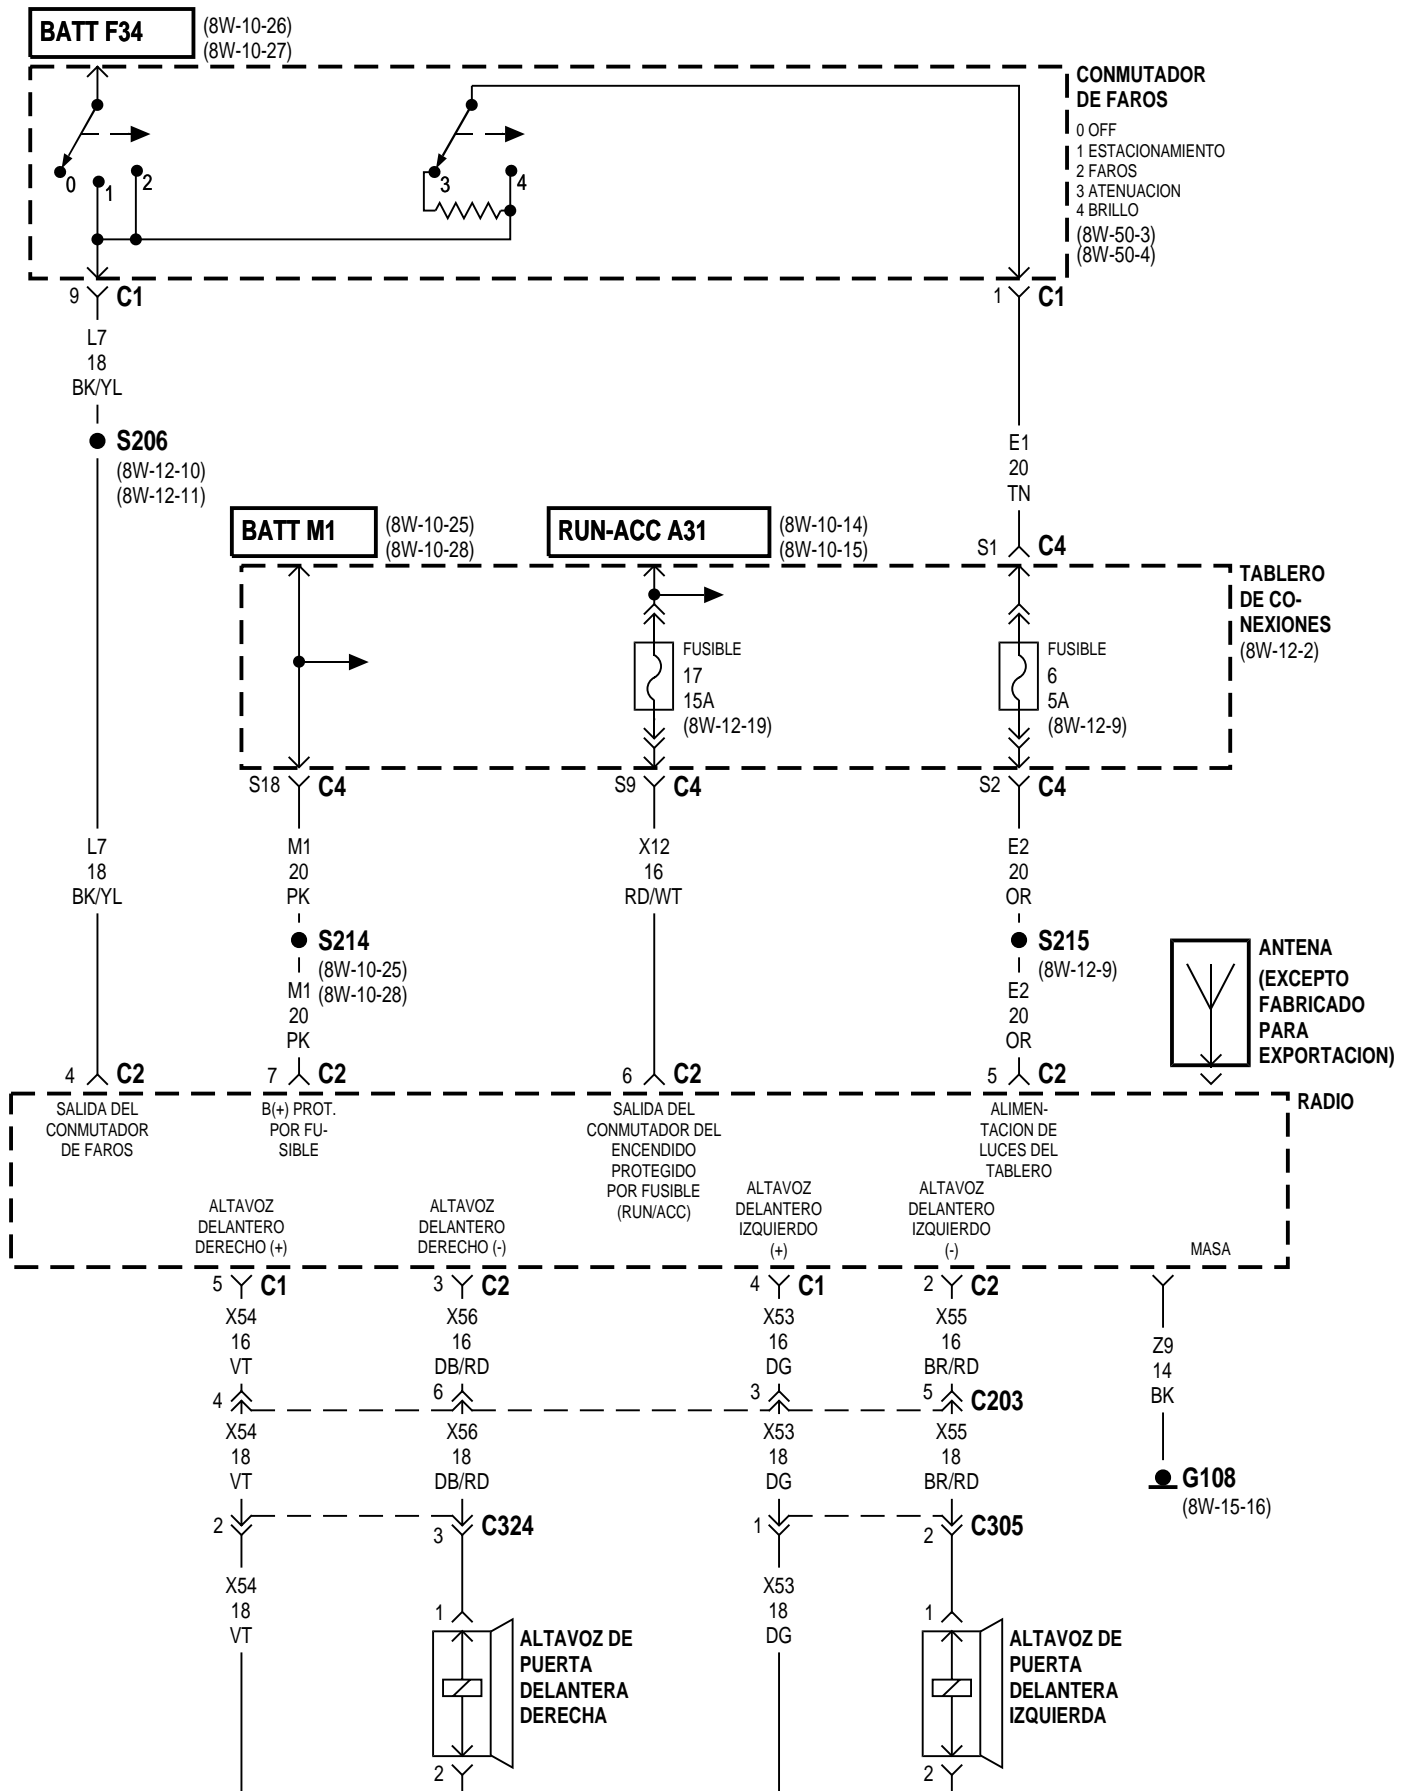 BATT F34
(8W-10-26)
(8W-10-27)
CONMUTADOR
DE FAROS
0 OFF
1 ESTACIONAMIENTO
2 FAROS
3 ATENUACION
4 BRILLO
(8W-50-3)
(8W-50-4)
0
1
2
3
4
9
C1
1
C1
L7
18
BK/YL
S206
(8W-12-10)
(8W-12-11)
E1
20
TN
BATT M1
(8W-10-25)
(8W-10-28)
RUN-ACC A31
(8W-10-14)
(8W-10-15)
S1
C4
TABLERO
DE CO-
NEXIONES
(8W-12-2)
FUSIBLE
17
15A
(8W-12-19)
FUSIBLE
6
5A
(8W-12-9)
S18
C4
S9
C4
S2
C4
L7
18
BK/YL
M1
20
PK
X12
16
RD/WT
E2
20
OR
S214
(8W-10-25)
(8W-10-28)
S215
(8W-12-9)
M1
20
PK
E2
20
OR
ANTENA
(EXCEPTO
FABRICADO
PARA
EXPORTACION)
4
C2
7
C2
6
C2
5
C2
RADIO
SALIDA DEL
CONMUTADOR
DE FAROS
B(+) PROT.
POR FU-
SIBLE
SALIDA DEL
CONMUTADOR DEL
ENCENDIDO
PROTEGIDO
POR FUSIBLE
(RUN/ACC)
ALIMEN-
TACION DE
LUCES DEL
TABLERO
ALTAVOZ
DELANTERO
DERECHO (+)
ALTAVOZ
DELANTERO
DERECHO (-)
ALTAVOZ
DELANTERO
IZQUIERDO
(+)
ALTAVOZ
DELANTERO
IZQUIERDO
(-)
MASA
5
C1
3
C2
4
C1
2
C2
X54
16
VT
X56
16
DB/RD
X53
16
DG
X55
16
BR/RD
Z9
14
BK
4
6
3
5
C203
X54
18
VT
X56
18
DB/RD
X53
18
DG
X55
18
BR/RD
G108
(8W-15-16)
2
3
C324
1
2
C305
X54
18
VT
X53
18
DG
1
ALTAVOZ DE
PUERTA
DELANTERA
DERECHA
2
1
ALTAVOZ DE
PUERTA
DELANTERA
IZQUIERDA
2